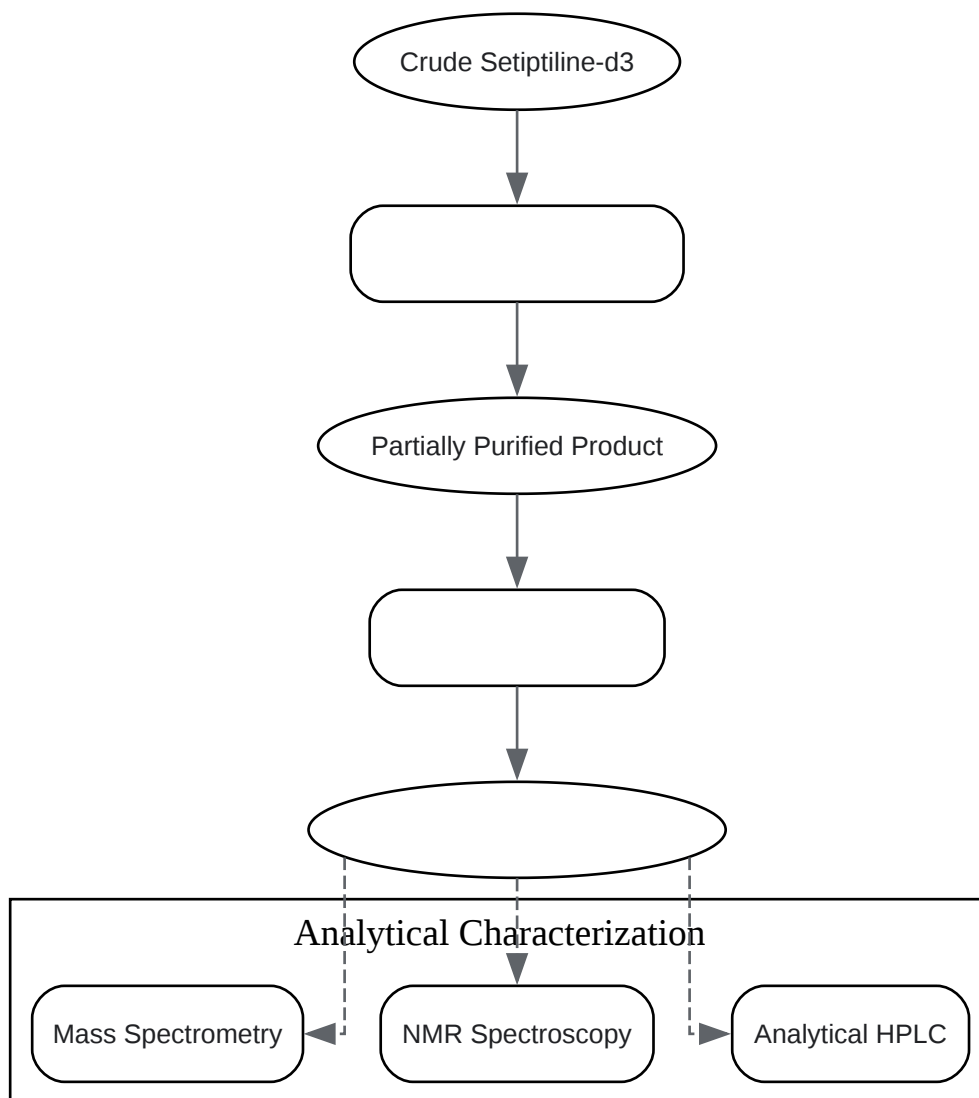 Crude Setiptiline-d3
Partially Purified Product
Analytical Characterization
Mass Spectrometry
NMR Spectroscopy
Analytical HPLC